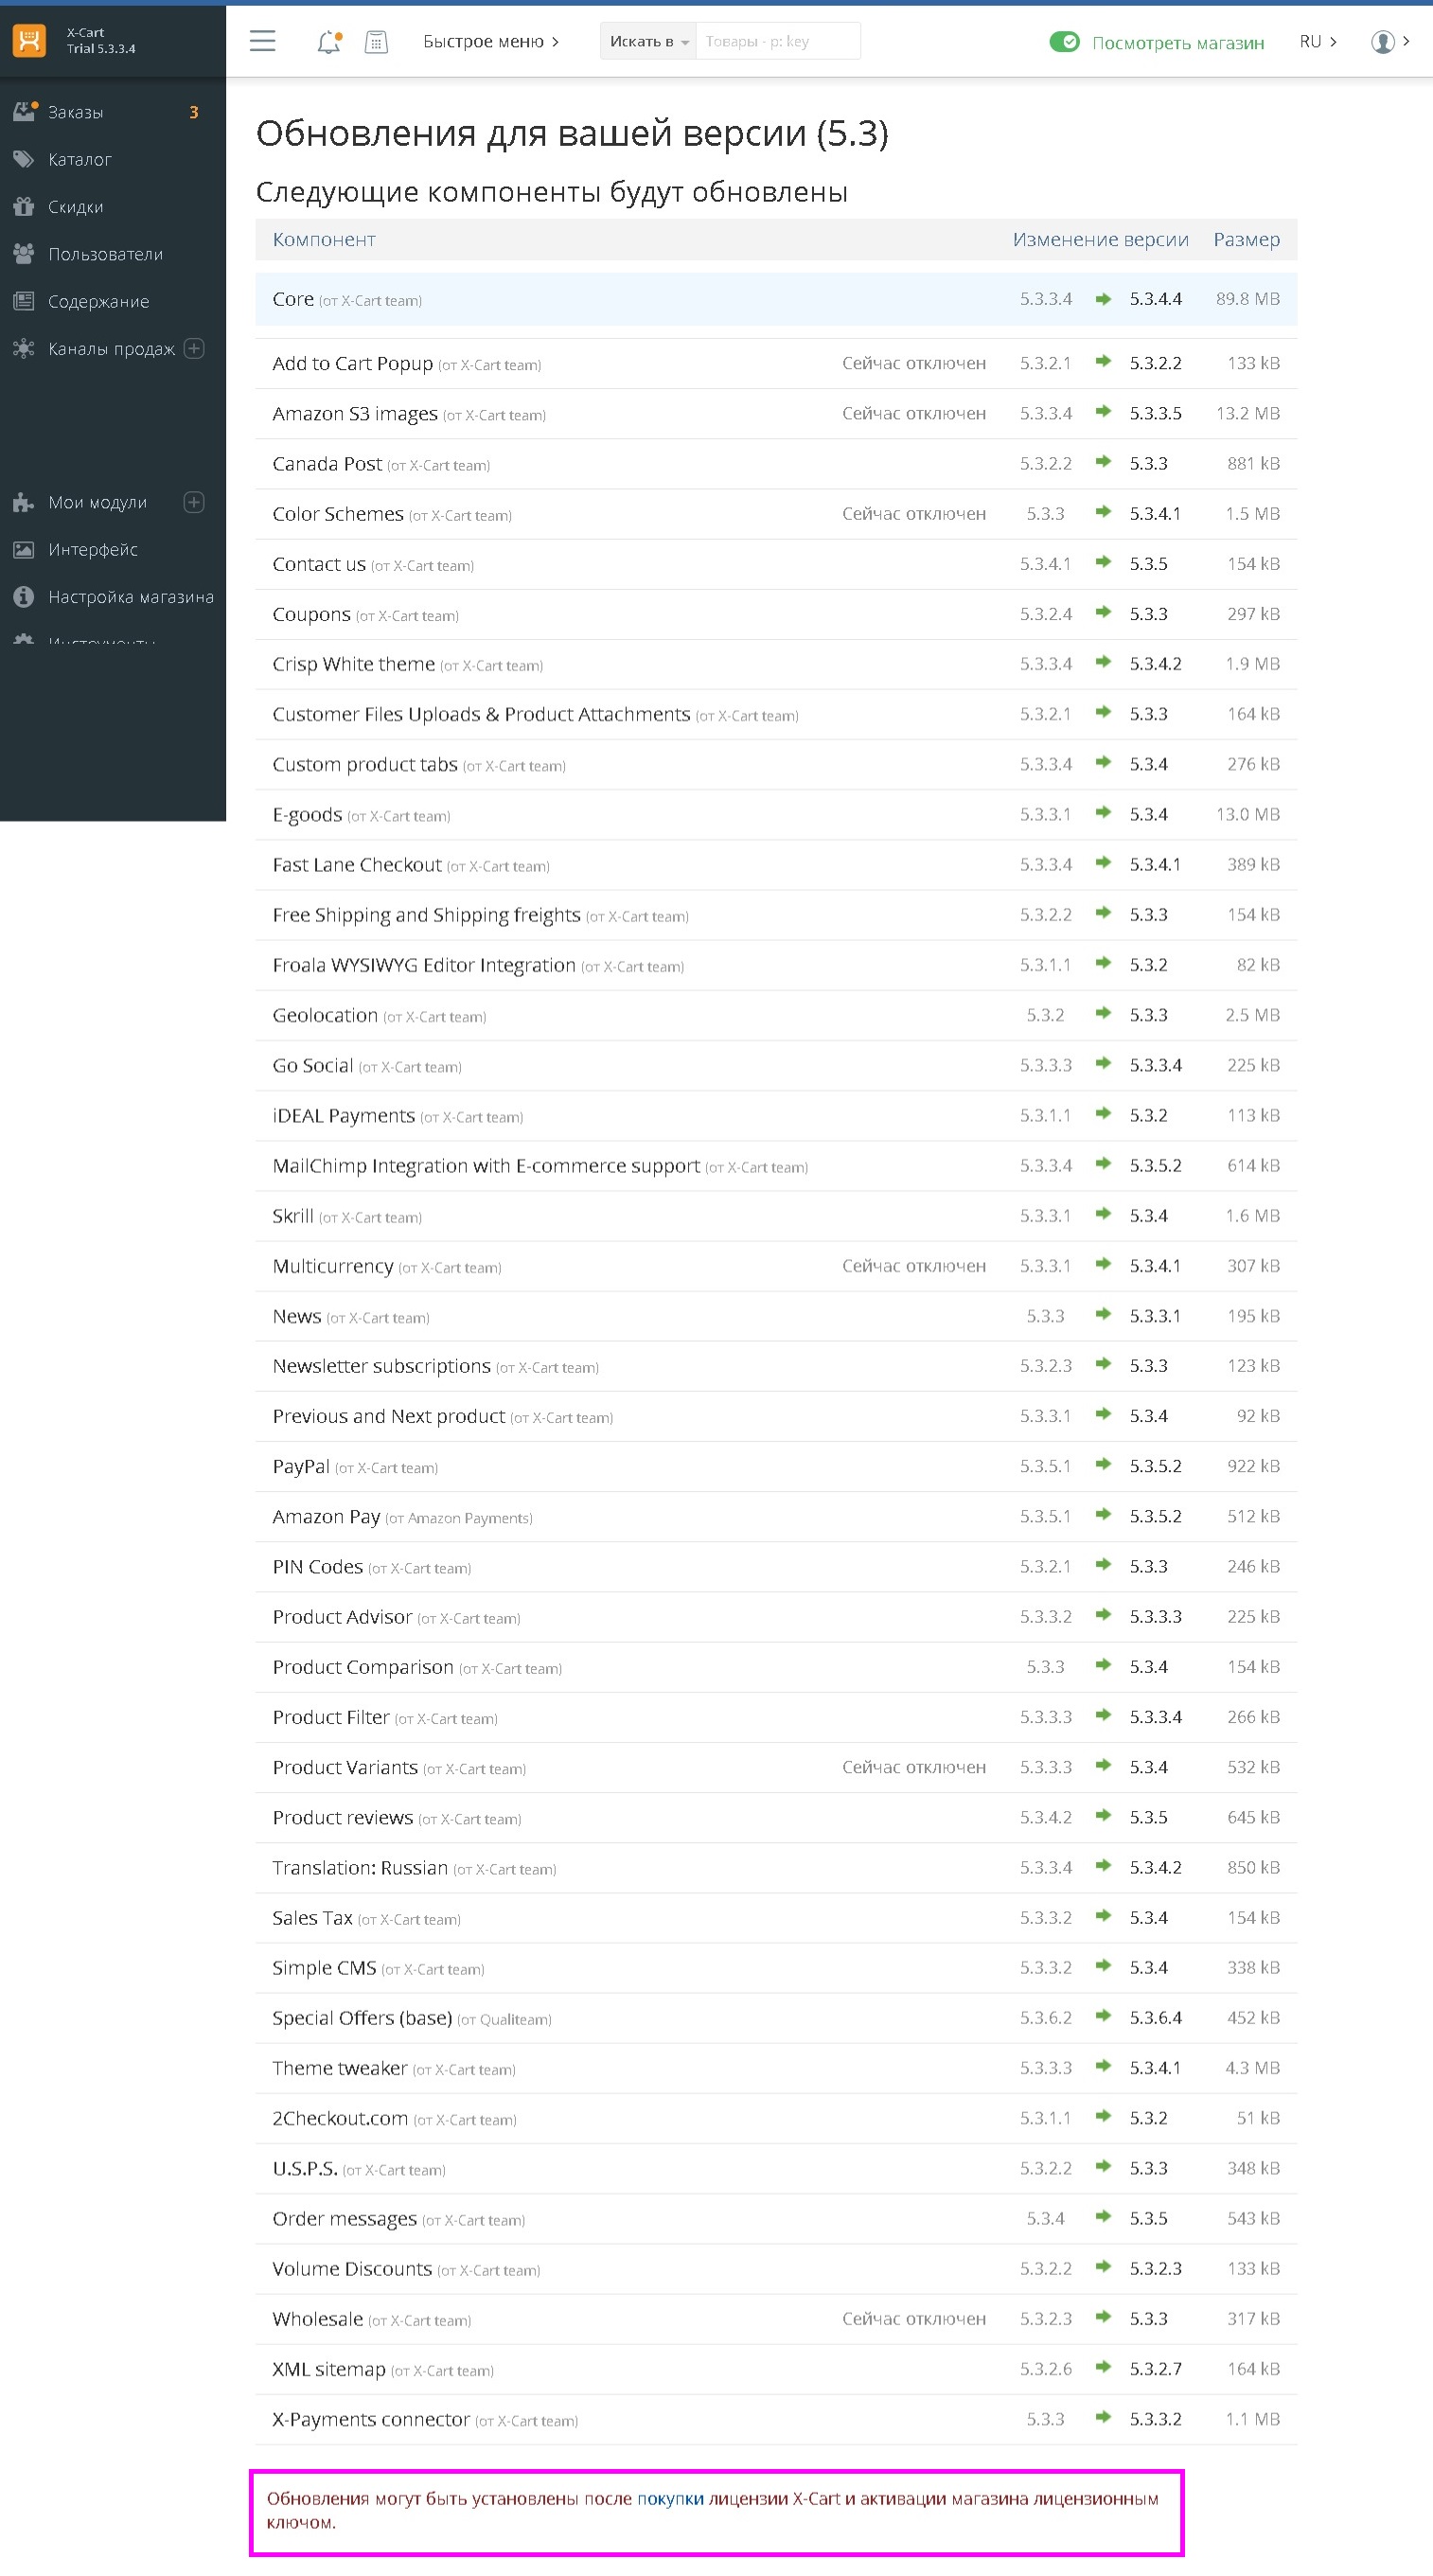 X-Cart
Trial 5.3.3.4
Быстрое меню
Искать в
Товары - p: key
Посмотреть магазин
RU
Заказы 3
Каталог
Скидки
Пользователи
Содержание
Каналы продаж
Мои модули
Интерфейс
Настройка магазина
Инструменты
Обновления для вашей версии (5.3)
Следующие компоненты будут обновлены
Компонент Изменение версии Размер
Core (от X-Cart team) 5.3.3.4 5.3.4.4 89.8 MB
Add to Cart Popup (от X-Cart team) Сейчас отключен 5.3.2.1 5.3.2.2 133 kB
Amazon S3 images (от X-Cart team) Сейчас отключен 5.3.3.4 5.3.3.5 13.2 MB
Canada Post (от X-Cart team) 5.3.2.2 5.3.3 881 kB
Color Schemes (от X-Cart team) Сейчас отключен 5.3.3 5.3.4.1 1.5 MB
Contact us (от X-Cart team) 5.3.4.1 5.3.5 154 kB
Coupons (от X-Cart team) 5.3.2.4 5.3.3 297 kB
Crisp White theme (от X-Cart team) 5.3.3.4 5.3.4.2 1.9 MB
Customer Files Uploads & Product Attachments (от X-Cart team) 5.3.2.1 5.3.3 164 kB
Custom product tabs (от X-Cart team) 5.3.3.4 5.3.4 276 kB
E-goods (от X-Cart team) 5.3.3.1 5.3.4 13.0 MB
Fast Lane Checkout (от X-Cart team) 5.3.3.4 5.3.4.1 389 kB
Free Shipping and Shipping freights (от X-Cart team) 5.3.2.2 5.3.3 154 kB
Froala WYSIWYG Editor Integration (от X-Cart team) 5.3.1.1 5.3.2 82 kB
Geolocation (от X-Cart team) 5.3.2 5.3.3 2.5 MB
Go Social (от X-Cart team) 5.3.3.3 5.3.3.4 225 kB
iDEAL Payments (от X-Cart team) 5.3.1.1 5.3.2 113 kB
MailChimp Integration with E-commerce support (от X-Cart team) 5.3.3.4 5.3.5.2 614 kB
Skrill (от X-Cart team) 5.3.3.1 5.3.4 1.6 MB
Multicurrency (от X-Cart team) Сейчас отключен 5.3.3.1 5.3.4.1 307 kB
News (от X-Cart team) 5.3.3 5.3.3.1 195 kB
Newsletter subscriptions (от X-Cart team) 5.3.2.3 5.3.3 123 kB
Previous and Next product (от X-Cart team) 5.3.3.1 5.3.4 92 kB
PayPal (от X-Cart team) 5.3.5.1 5.3.5.2 922 kB
Amazon Pay (от Amazon Payments) 5.3.5.1 5.3.5.2 512 kB
PIN Codes (от X-Cart team) 5.3.2.1 5.3.3 246 kB
Product Advisor (от X-Cart team) 5.3.3.2 5.3.3.3 225 kB
Product Comparison (от X-Cart team) 5.3.3 5.3.4 154 kB
Product Filter (от X-Cart team) 5.3.3.3 5.3.3.4 266 kB
Product Variants (от X-Cart team) Сейчас отключен 5.3.3.3 5.3.4 532 kB
Product reviews (от X-Cart team) 5.3.4.2 5.3.5 645 kB
Translation: Russian (от X-Cart team) 5.3.3.4 5.3.4.2 850 kB
Sales Tax (от X-Cart team) 5.3.3.2 5.3.4 154 kB
Simple CMS (от X-Cart team) 5.3.3.2 5.3.4 338 kB
Special Offers (base) (от Qualiteam) 5.3.6.2 5.3.6.4 452 kB
Theme tweaker (от X-Cart team) 5.3.3.3 5.3.4.1 4.3 MB
2Checkout.com (от X-Cart team) 5.3.1.1 5.3.2 51 kB
U.S.P.S. (от X-Cart team) 5.3.2.2 5.3.3 348 kB
Order messages (от X-Cart team) 5.3.4 5.3.5 543 kB
Volume Discounts (от X-Cart team) 5.3.2.2 5.3.2.3 133 kB
Wholesale (от X-Cart team) Сейчас отключен 5.3.2.3 5.3.3 317 kB
XML sitemap (от X-Cart team) 5.3.2.6 5.3.2.7 164 kB
X-Payments connector (от X-Cart team) 5.3.3 5.3.3.2 1.1 MB
Обновления могут быть установлены после покупки лицензии X-Cart и активации магазина лицензионным
ключом.